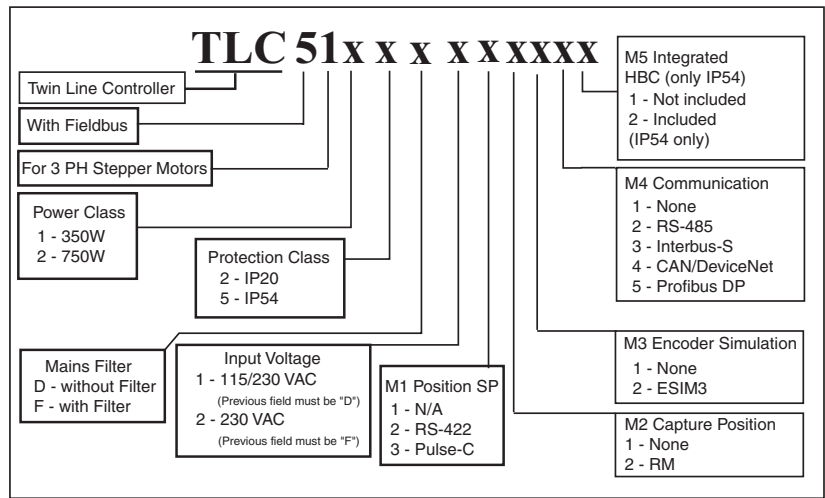 TLC51xxxxxxxxx
Twin Line Controller
With Fieldbus
For 3 PH Stepper Motors
Power Class
1 - 350W
2 - 750W
Protection Class
2 - IP20
5 - IP54
Mains Filter
D - without Filter
F - with Filter
Input Voltage
1 - 115/230 VAC
(Previous field must be "D")
2 - 230 VAC
(Previous field must be "F")
M1 Position SP
1 - N/A
2 - RS-422
3 - Pulse-C
M5 Integrated
HBC (only IP54)
1 - Not included
2 - Included
(IP54 only)
M4 Communication
1 - None
2 - RS-485
3 - Interbus-S
4 - CAN/DeviceNet
5 - Profibus DP
M3 Encoder Simulation
1 - None
2 - ESIM3
M2 Capture Position
1 - None
2 - RM